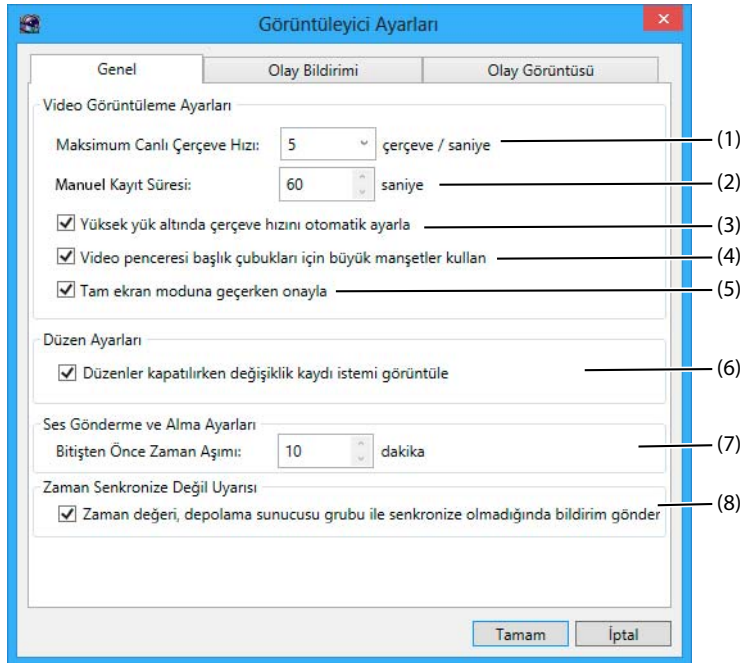 Görüntüleyici Ayarları
Genel Olay Bildirimi Olay Görüntüsü
Video Görüntüleme Ayarları
Maksimum Canlı Çerçeve Hızı: 5 çerçeve / saniye (1)
Manuel Kayıt Süresi: 60 saniye (2)
Yüksek yük altında çerçeve hızını otomatik ayarla (3)
Video penceresi başlık çubukları için büyük manşetler kullan (4)
Tam ekran moduna geçerken onayla (5)
Düzen Ayarları
Düzenler kapatılırken değişiklik kaydı istemi görüntüle (6)
Ses Gönderme ve Alma Ayarları
Bitişten Önce Zaman Aşımı: 10 dakika (7)
Zaman Senkronize Değil Uyarısı
Zaman değeri, depolama sunucusu grubu ile senkronize olmadığında bildirim gönder (8)
Tamam İptal